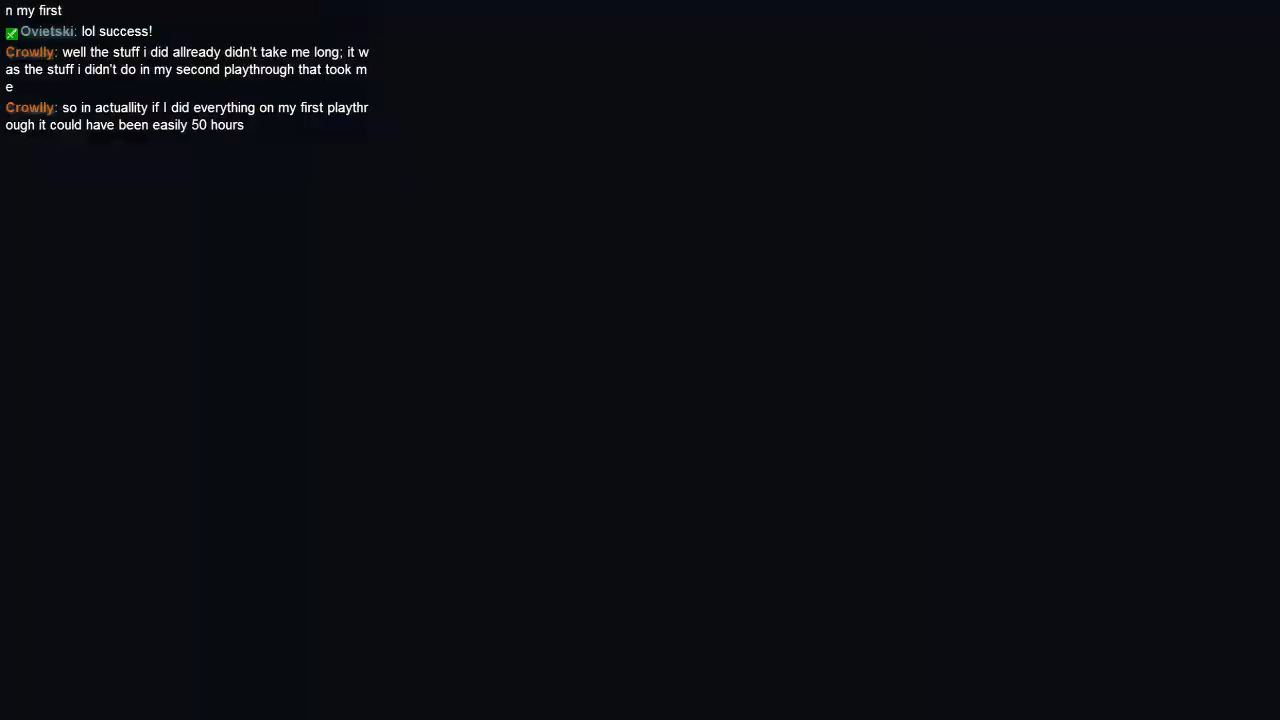 n my first
Ovietski: lol success!
Crowlly: well the stuff i did allready didn't take me long; it w
as the stuff i didn't do in my second playthrough that took m
e
Crowlly: so in actuallity if I did everything on my first playthr
ough it could have been easily 50 hours